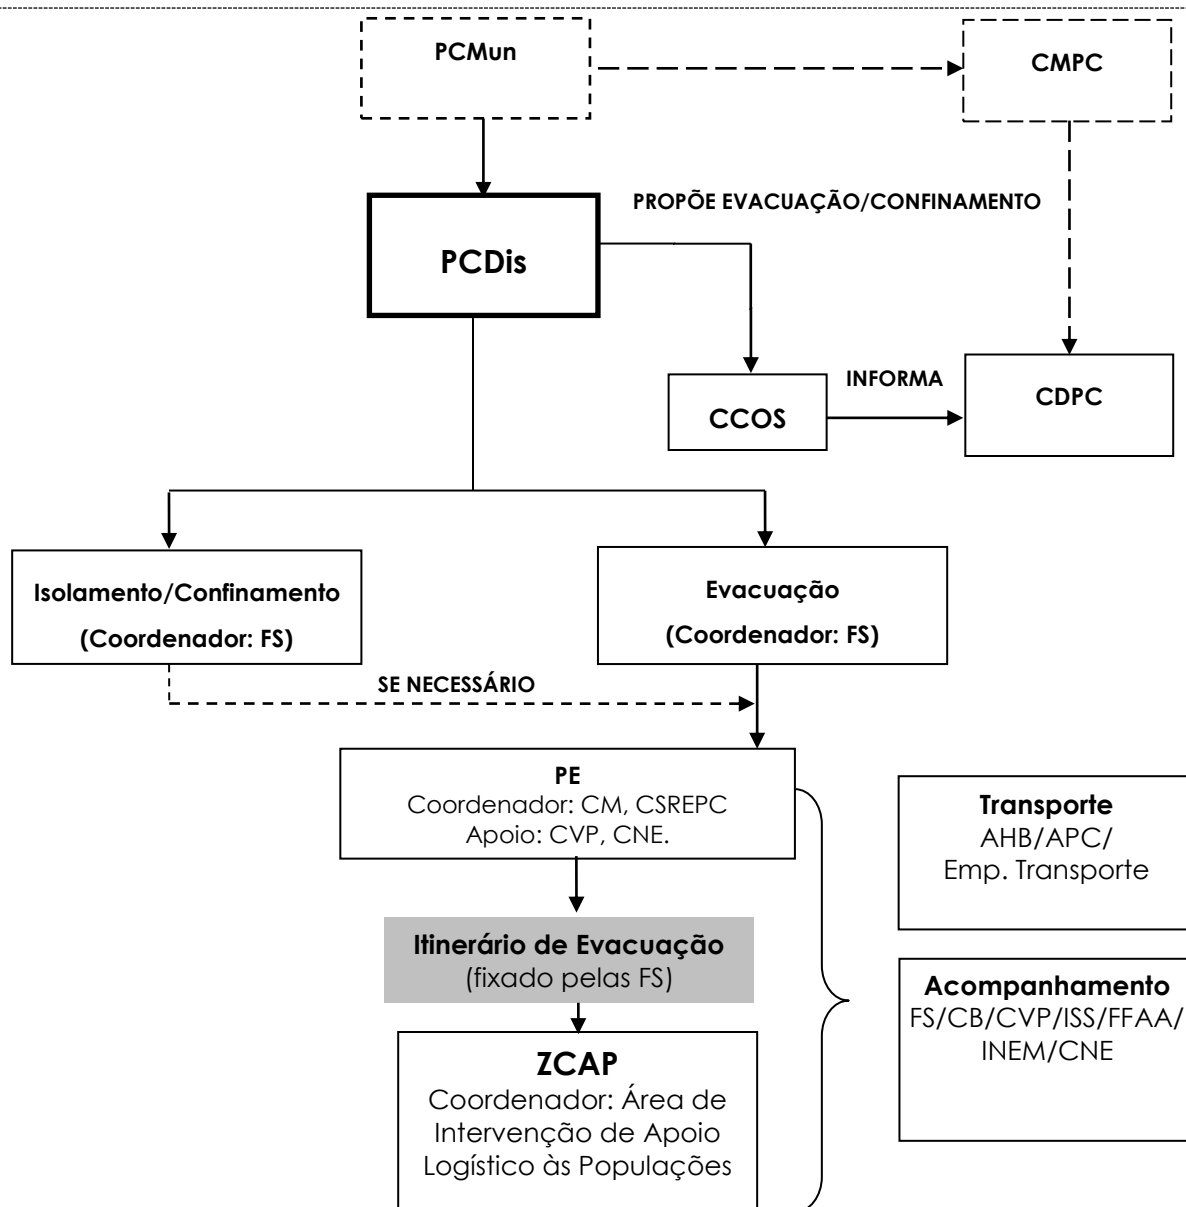 PCMun
CMPC
PROPÕE EVACUAÇÃO/CONFINAMENTO
PCDis
INFORMA
CCOS
CDPC
Isolamento/Confinamento
(Coordenador: FS)
Evacuação
(Coordenador: FS)
SE NECESSÁRIO
PE
Coordenador: CM, CSREPC
Apoio: CVP, CNE.
Transporte
AHB/APC/
Emp. Transporte
Itinerário de Evacuação
(fixado pelas FS)
Acompanhamento
FS/CB/CVP/ISS/FFAA/
INEM/CNE
ZCAP
Coordenador: Área de
Intervenção de Apoio
Logístico às Populações